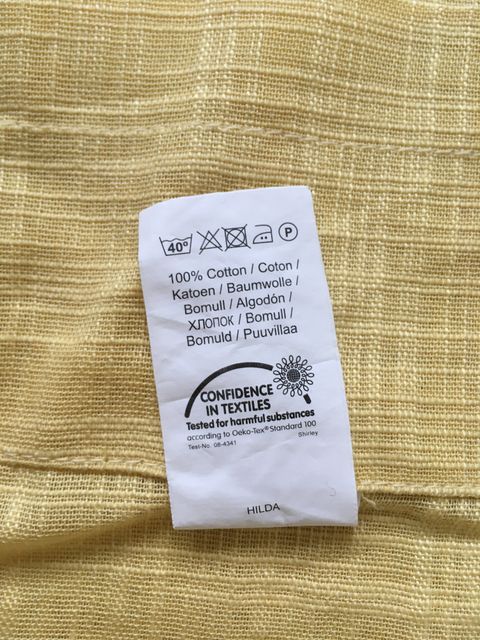 40°
P
100% Cotton / Coton /
Katoen / Baumwolle /
Bomull / Algodón /
ХЛОПОК / Bomull /
Bomuld / Puuvillaa
CONFIDENCE
IN TEXTILES
Tested for harmful substances
according to Oeko-Tex® Standard 100
Test-No. 08-4341 Shirley
HILDA